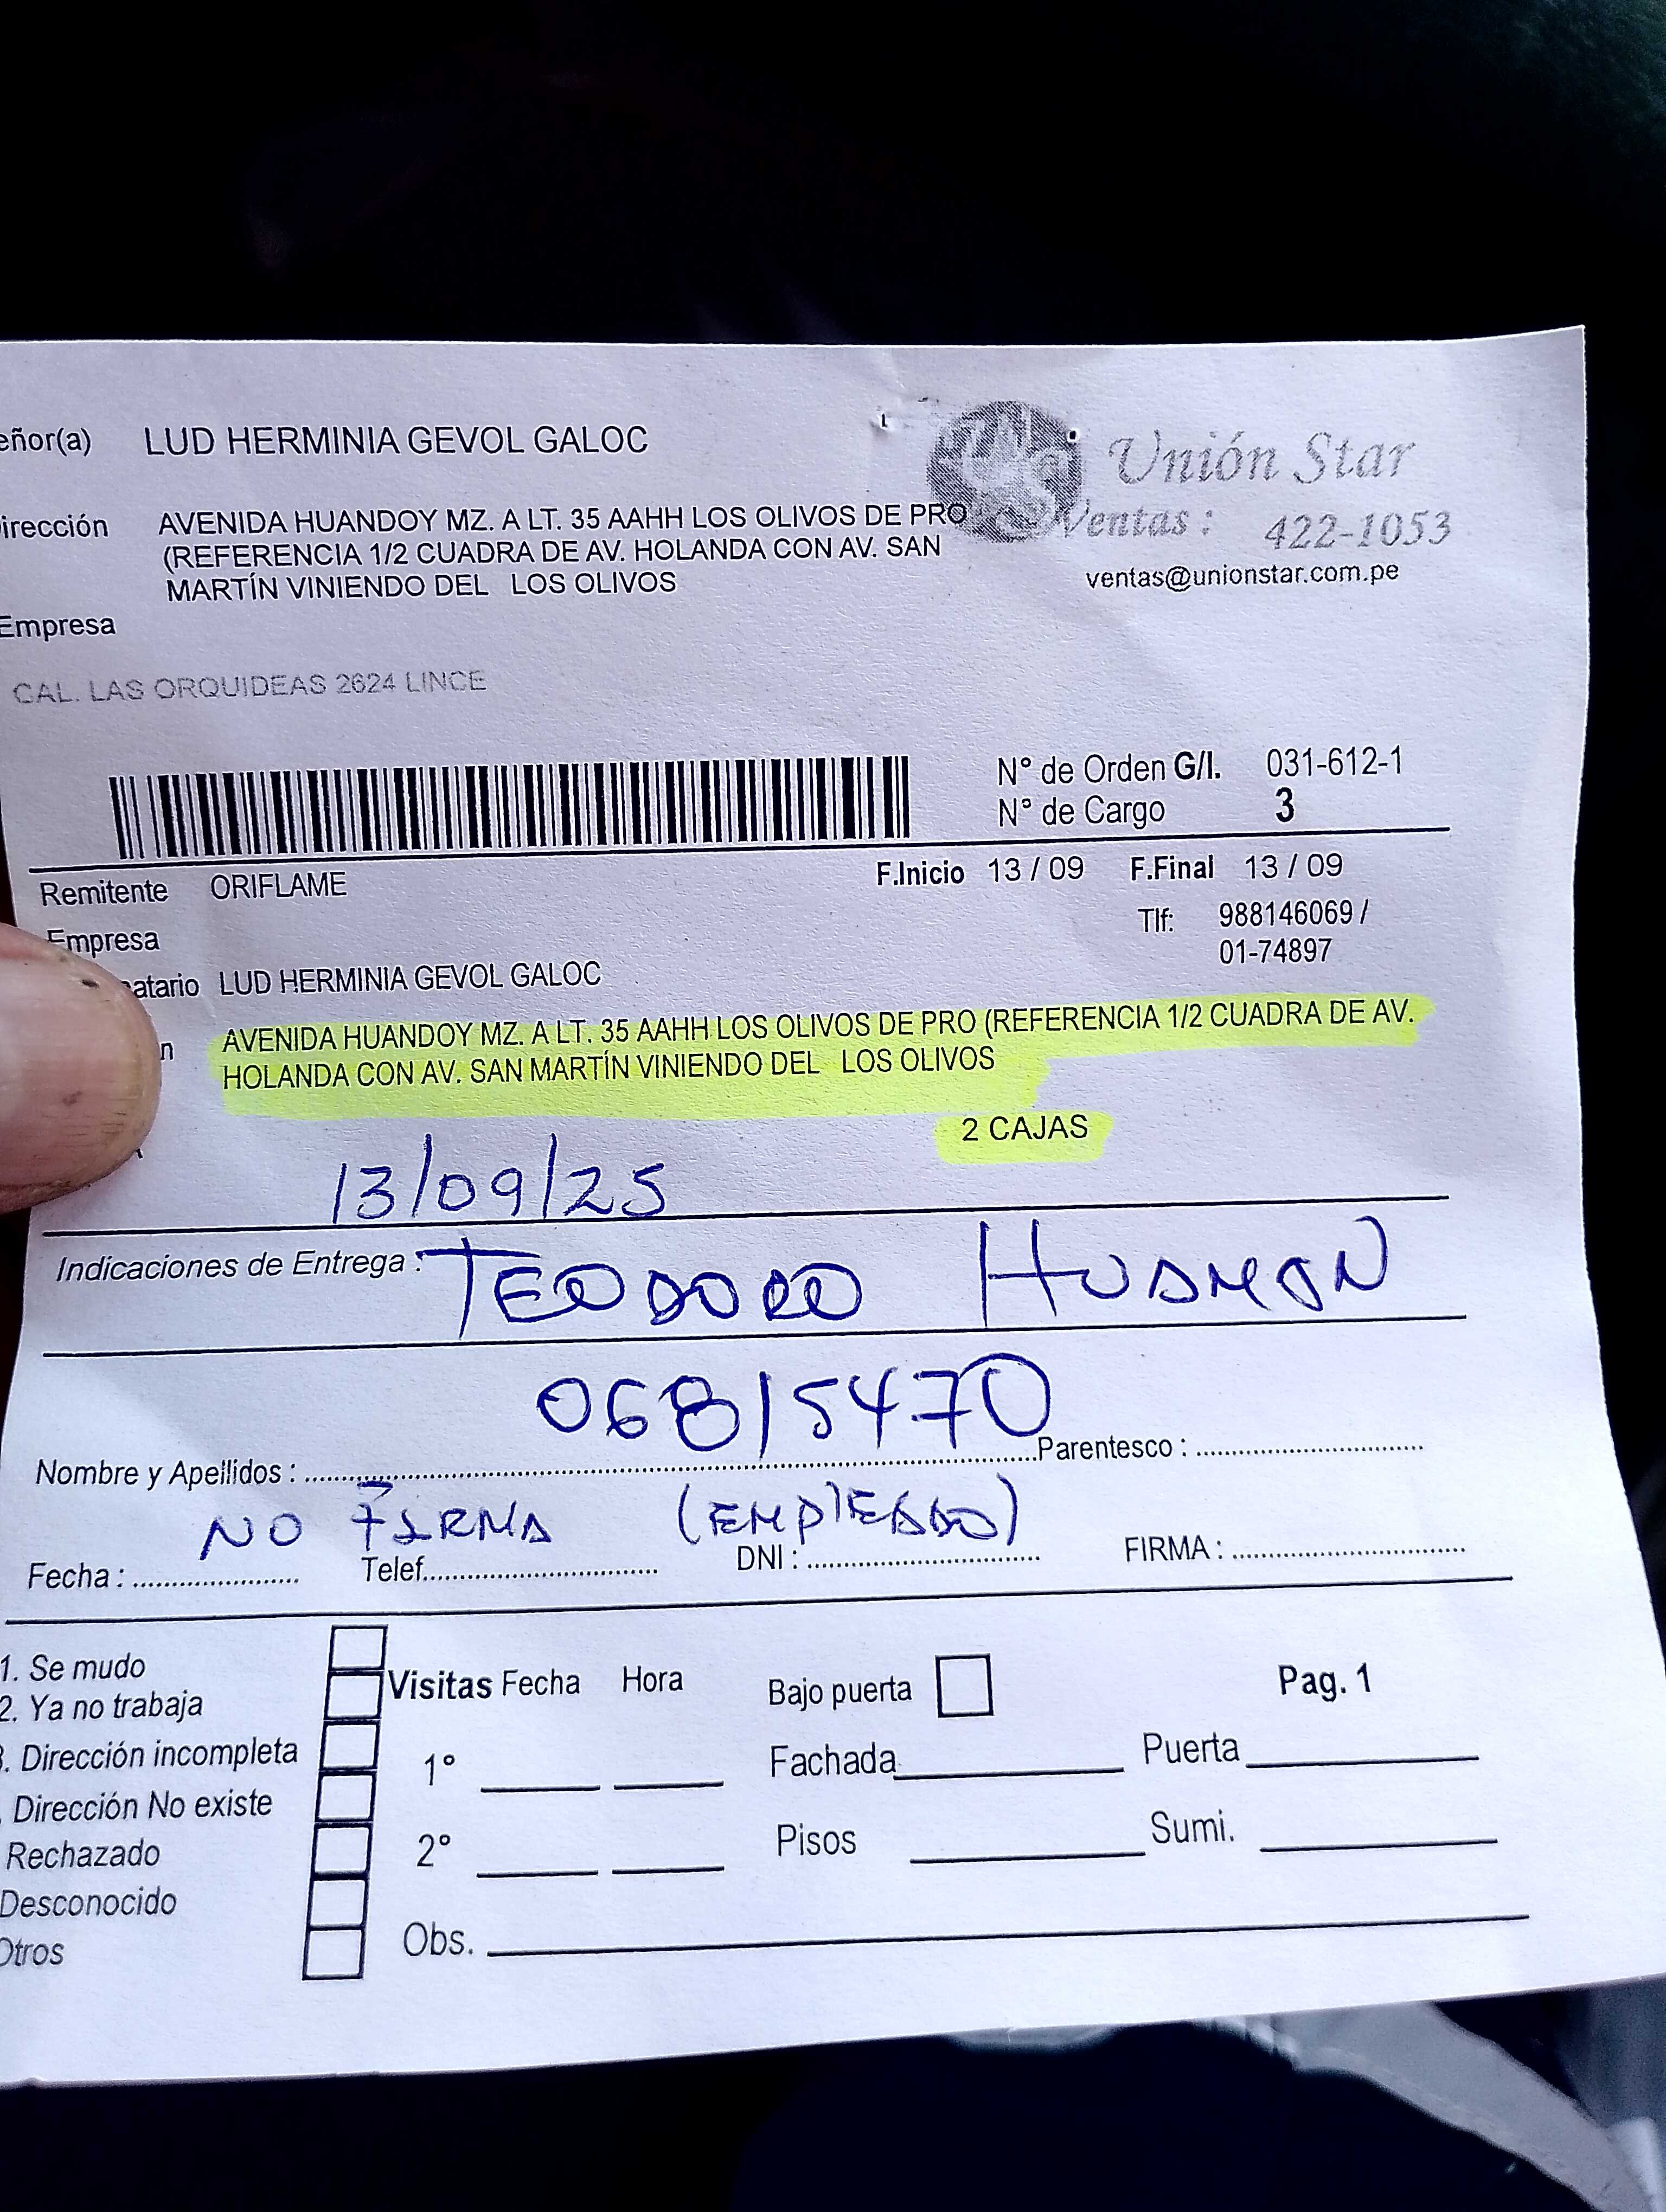 eñor(a) LUD HERMINIA GEVOL GALOC
Unión Star
irección AVENIDA HUANDOY MZ. A LT. 35 AAHH LOS OLIVOS DE PRO
(REFERENCIA 1/2 CUADRA DE AV. HOLANDA CON AV. SAN
MARTÍN VINIENDO DEL LOS OLIVOS
Ventas : 422-1053
ventas@unionstar.com.pe
Empresa
CAL. LAS ORQUIDEAS 2624 LINCE
N° de Orden G/I. 031-612-1
N° de Cargo 3
Remitente ORIFLAME F.Inicio 13 / 09 F.Final 13 / 09
Empresa Tlf: 988146069 /
01-74897
atario LUD HERMINIA GEVOL GALOC
n AVENIDA HUANDOY MZ. A LT. 35 AAHH LOS OLIVOS DE PRO (REFERENCIA 1/2 CUADRA DE AV.
HOLANDA CON AV. SAN MARTÍN VINIENDO DEL LOS OLIVOS
2 CAJAS
13/09/25
Indicaciones de Entrega : TEODORO HUAMAN
06815470
Nombre y Apellidos : Parentesco :
NO FIRMA (EMPLEADO)
Fecha : Telef. DNI : FIRMA :
1. Se mudo
2. Ya no trabaja
. Dirección incompleta
. Dirección No existe
Rechazado
Desconocido
Otros
Visitas Fecha Hora
1°
2°
Obs.
Bajo puerta Pag. 1
Fachada Puerta
Pisos Sumi.